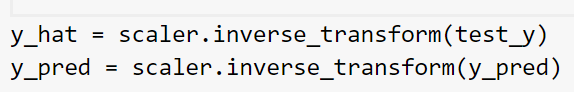 y_hat = scaler.inverse_transform(test_y)
y_pred = scaler.inverse_transform(y_pred)